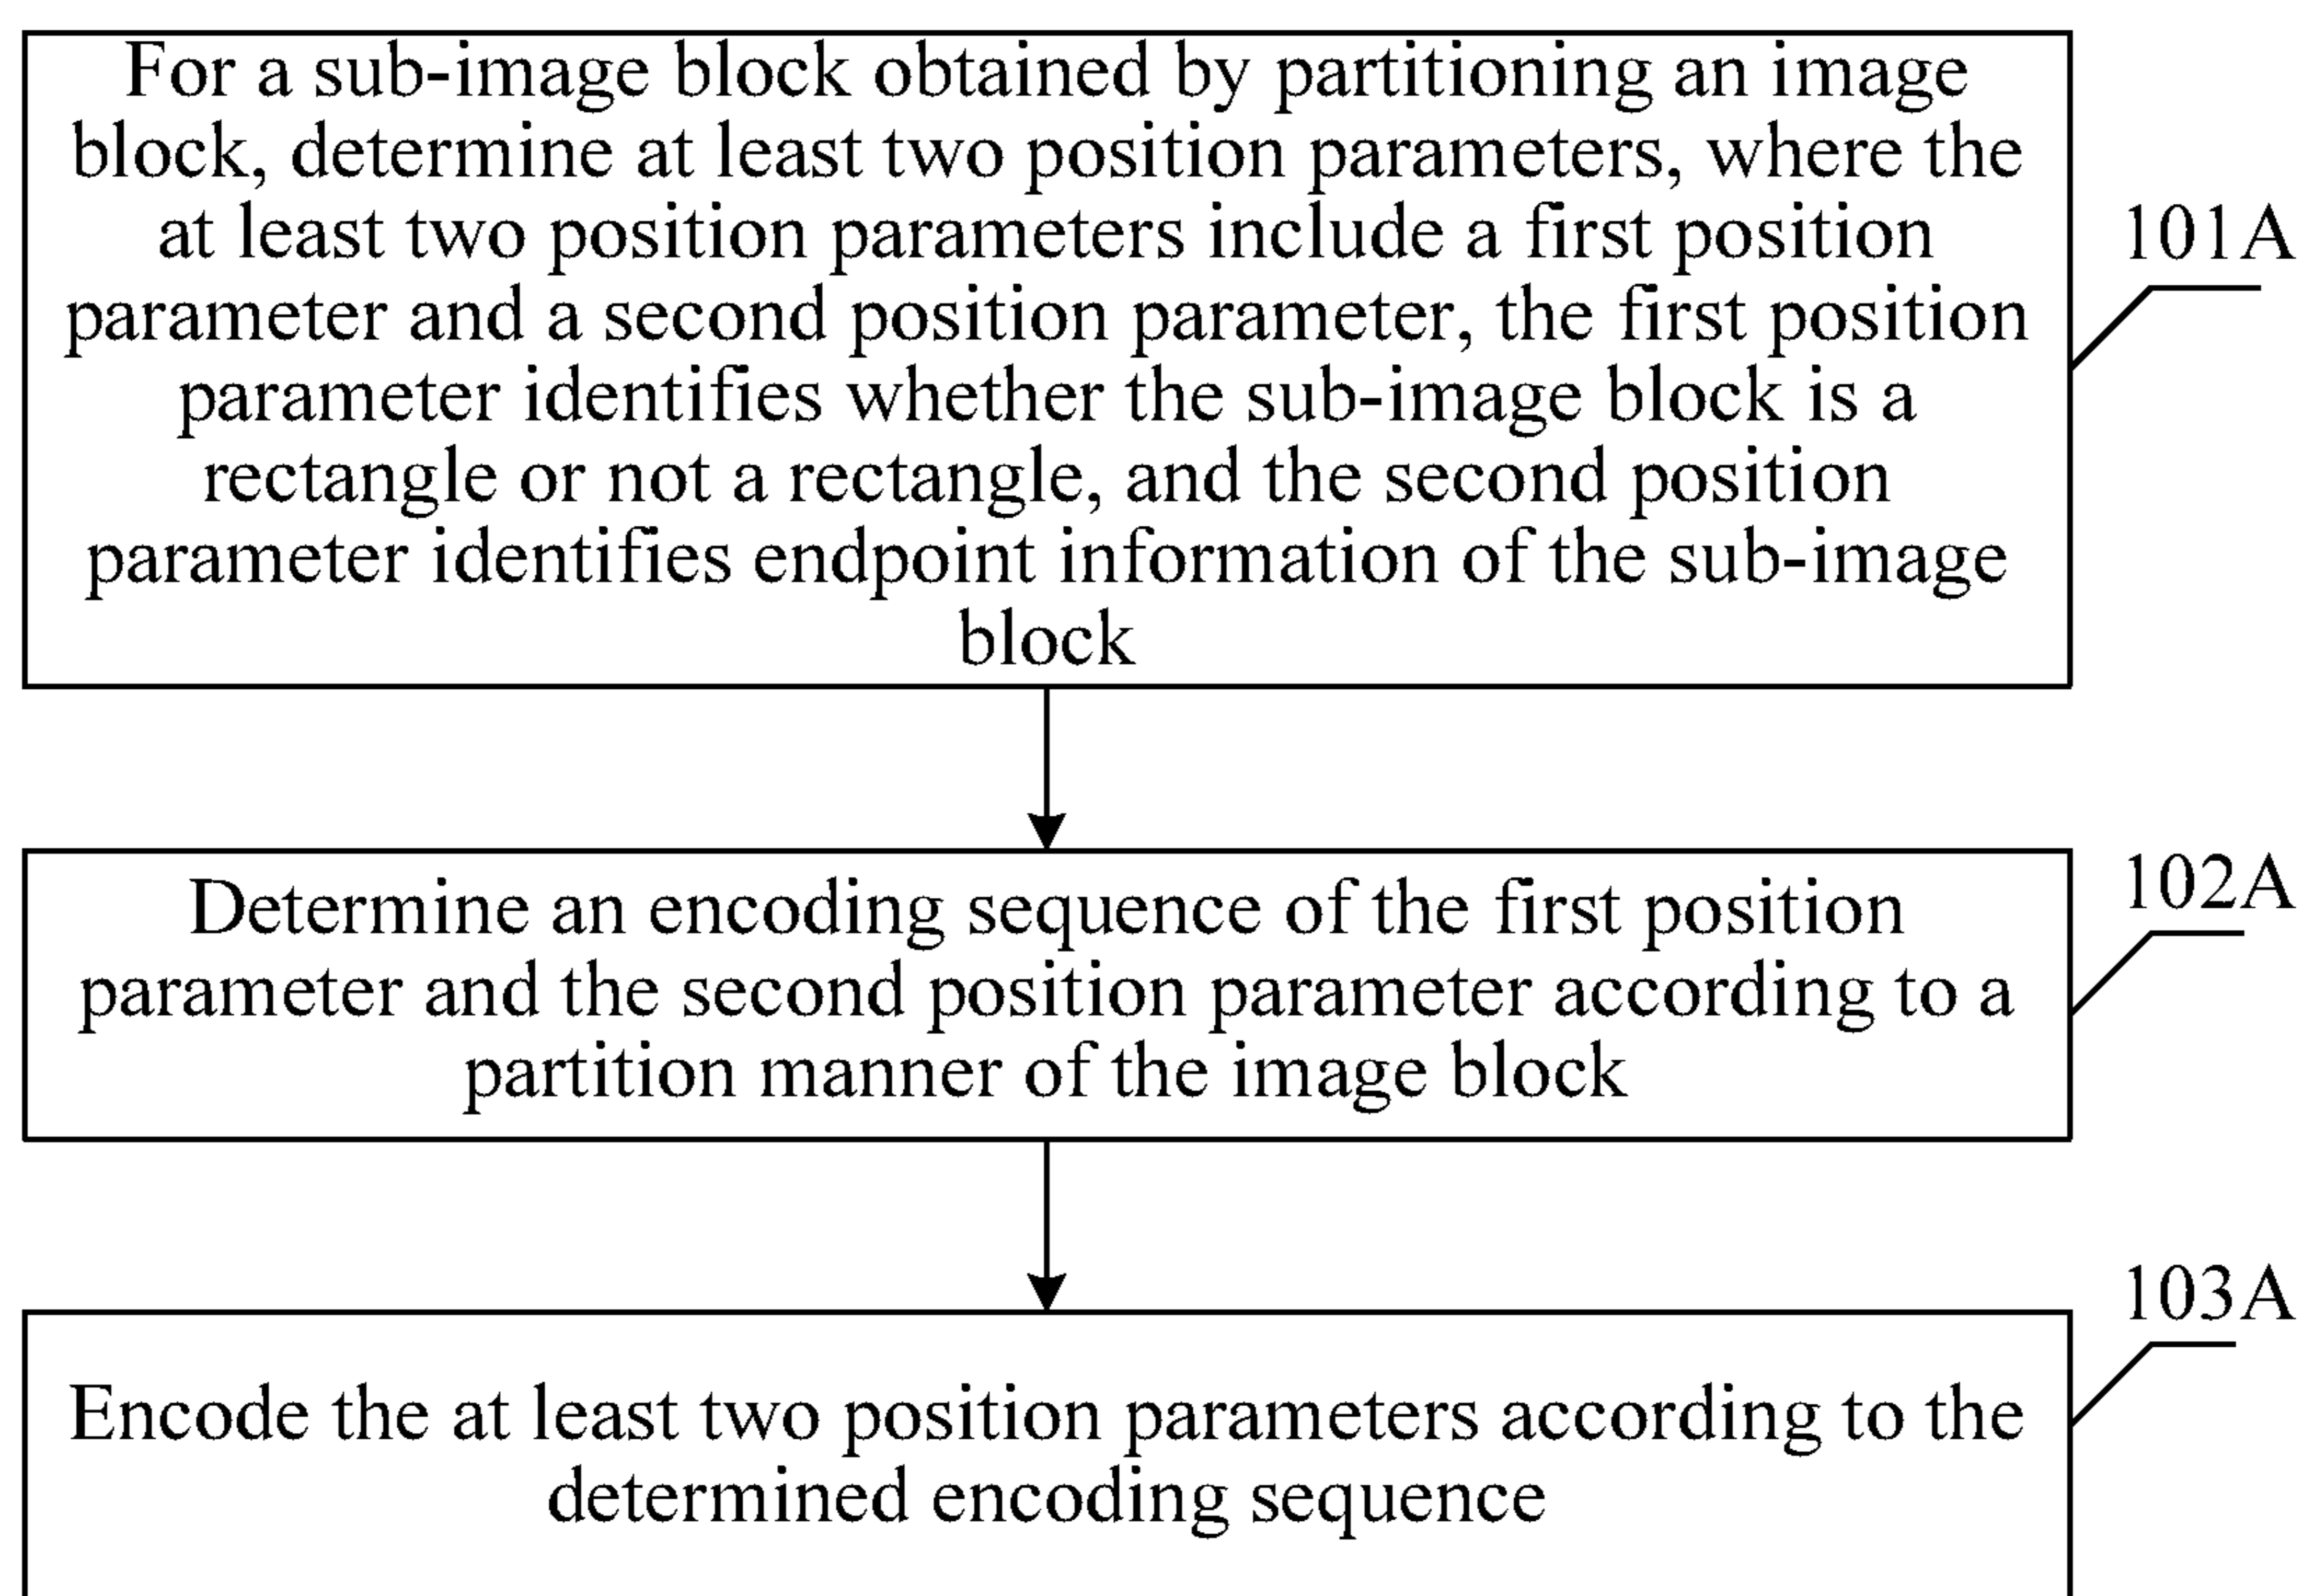 For a sub-image block obtained by partitioning an image
block, determine at least two position parameters, where the
at least two position parameters include a first position
parameter and a second position parameter, the first position
parameter identifies whether the sub-image block is a
rectangle or not a rectangle, and the second position
parameter identifies endpoint information of the sub-image
block
101A
Determine an encoding sequence of the first position
parameter and the second position parameter according to a
partition manner of the image block
102A
Encode the at least two position parameters according to the
determined encoding sequence
103A